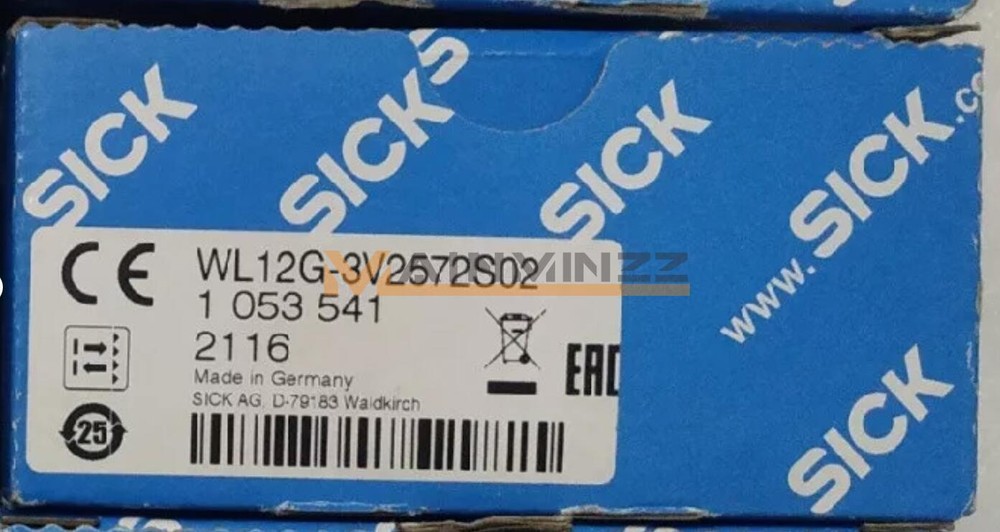 SICK
SICK
S
SICK
www.SICK.co
SICK
CE
WL12G-3V2572S02
1 053 541
2116
Made in Germany
SICK AG, D-79183 Waldkirch
EAC
25